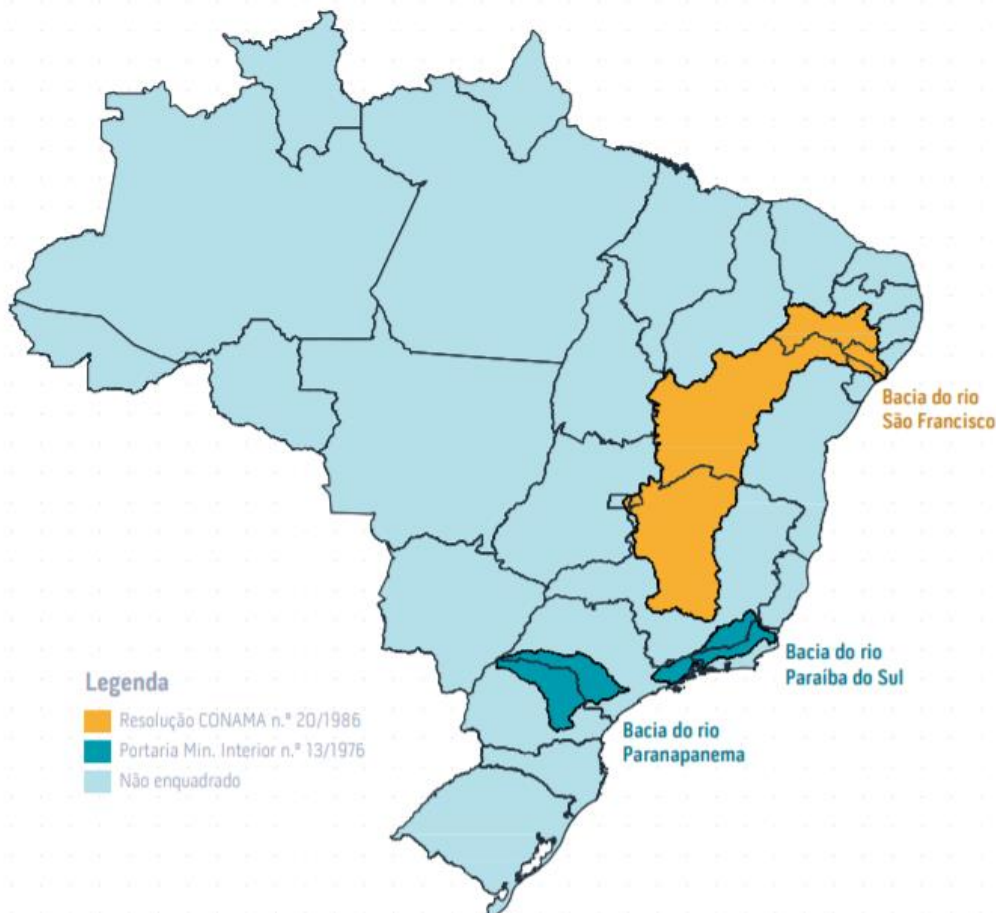 Bacia do rio
São Francisco
Bacia do rio
Paraíba do Sul
Bacia do rio
Paranapanema
Legenda
Resolução CONAMA n.º 20/1986
Portaria Min. Interior n.º 13/1976
Não enquadrado